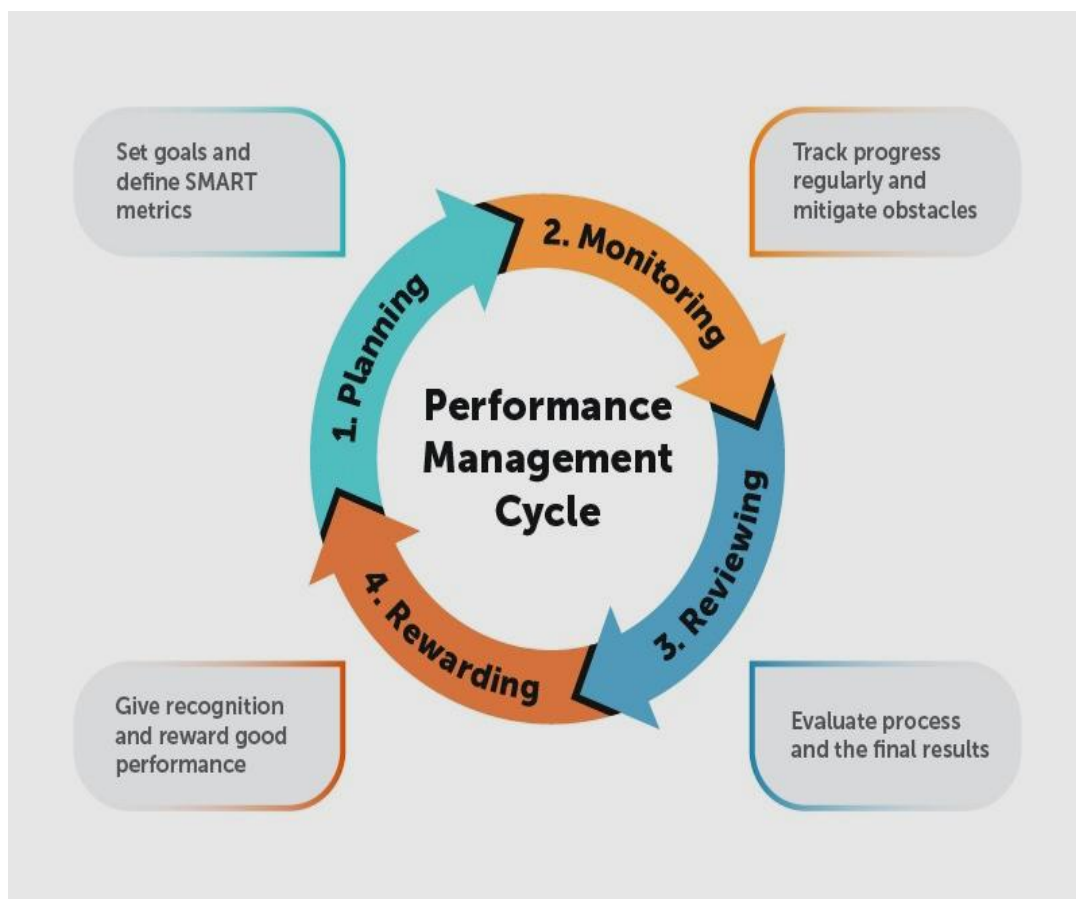 Set goals and
define SMART
metrics
Track progress
regularly and
mitigate obstacles
1. Planning
2. Monitoring
Performance
Management
Cycle
3. Reviewing
4. Rewarding
Give recognition
and reward good
performance
Evaluate process
and the final results